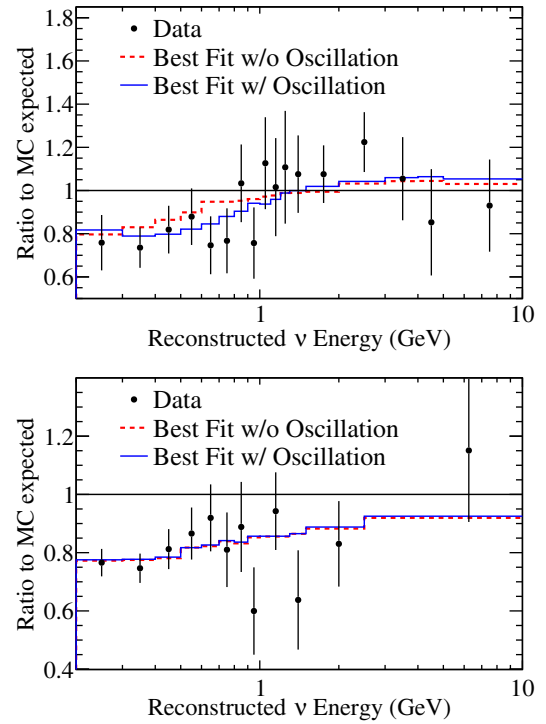 1.8
Data
1.6
Best Fit w/o Oscillation
1.4
Best Fit w/ Oscillation
1.2
1
0.8
0.6
Ratio to MC expected
1
10
Reconstructed ν Energy (GeV)
Data
Best Fit w/o Oscillation
1.2
Best Fit w/ Oscillation
1
0.8
0.6
0.4
Ratio to MC expected
1
10
Reconstructed ν Energy (GeV)